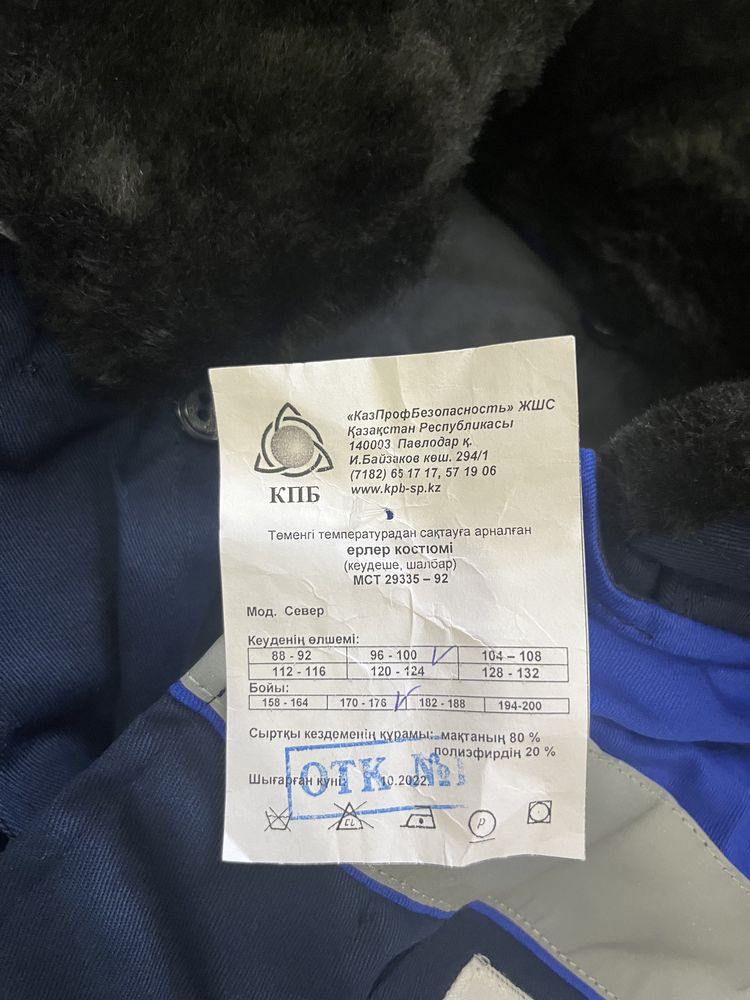 «КазПрофБезопасность» ЖШС
Қазақстан Республикасы
140003 Павлодар қ.
И.Байзаков көш. 294/1
(7182) 65 17 17, 57 19 06
www.kpb-sp.kz
КПБ
Төменгі температурадан сақтауға арналған
ерлер костюмі
(кеудеше, шалбар)
МСТ 29335 – 92
Мод. Север
Кеуденің өлшемі:
88 - 92 96 - 100 104 – 108
112 - 116 120 - 124 128 - 132
Бойы:
158 - 164 170 - 176 182 - 188 194-200
Сыртқы кездеменің құрамы: мақтаның 80 %
полиэфирдің 20 %
Шығарған күні: 10.2022
ОТК №1
CL P